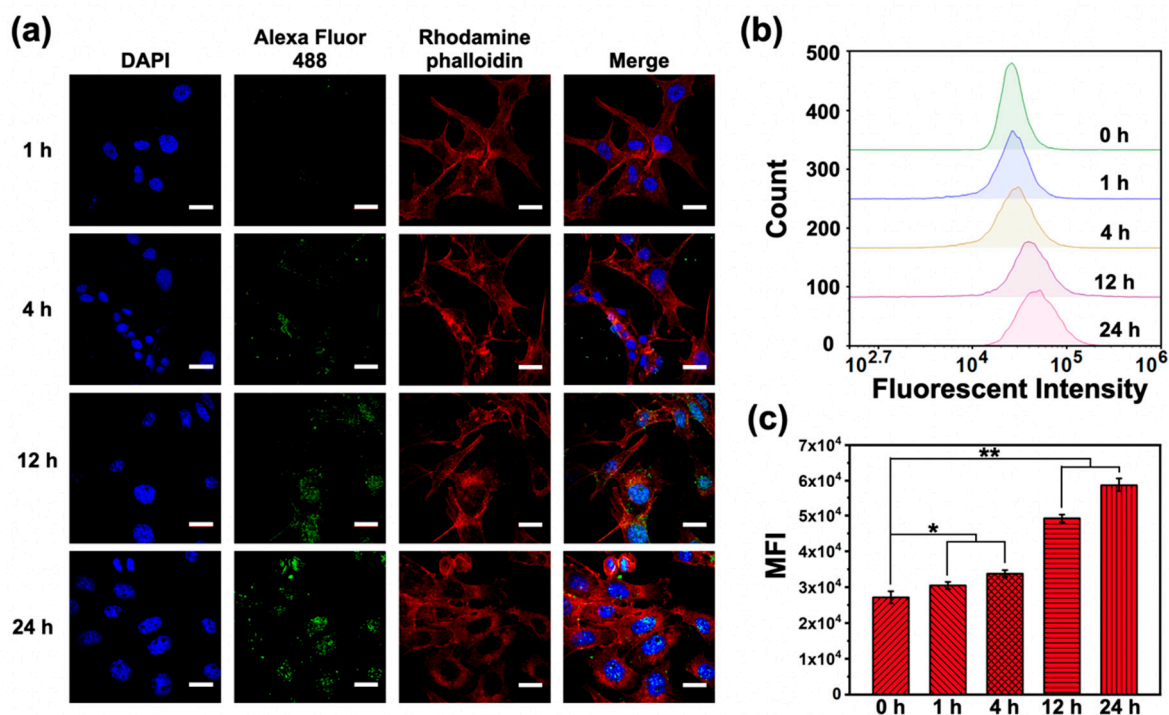 (a)
DAPI
Alexa Fluor
488
Rhodamine
phalloidin
Merge
1 h
4 h
12 h
24 h
(b)
500
400
300
200
100
0
Count
0 h
1 h
4 h
12 h
24 h
10^2.7
10^4
10^5
10^6
Fluorescent Intensity
(c)
7x10^4
6x10^4
5x10^4
4x10^4
3x10^4
2x10^4
1x10^4
0
MFI
**
*
0 h
1 h
4 h
12 h
24 h